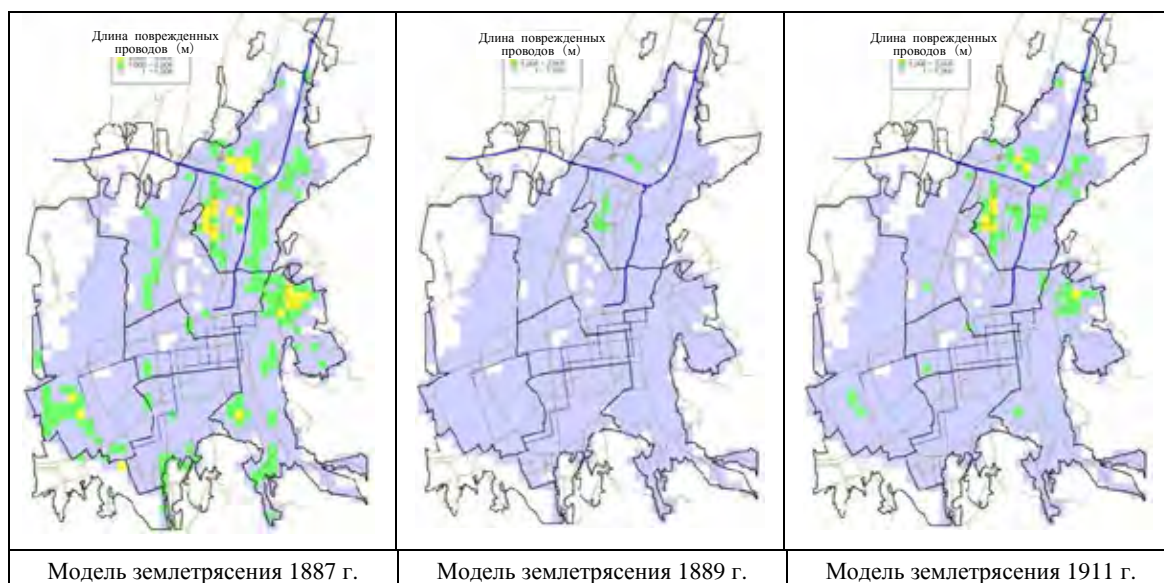 Длина поврежденных
проводов (м)
Длина поврежденных
проводов (м)
Длина поврежденных
проводов (м)
Модель землетрясения 1887 г.
Модель землетрясения 1889 г.
Модель землетрясения 1911 г.